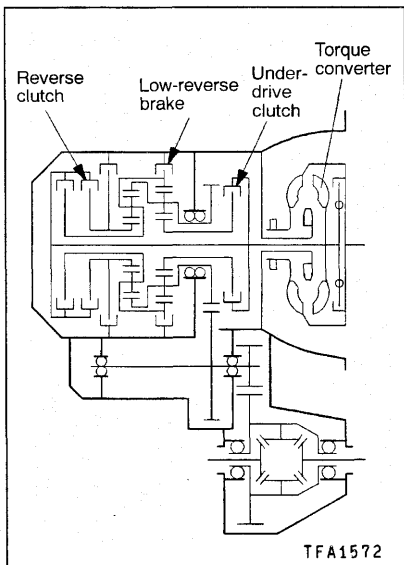 Torque
converter
Under-
drive
clutch
Low-reverse
brake
Reverse
clutch
TFA1572